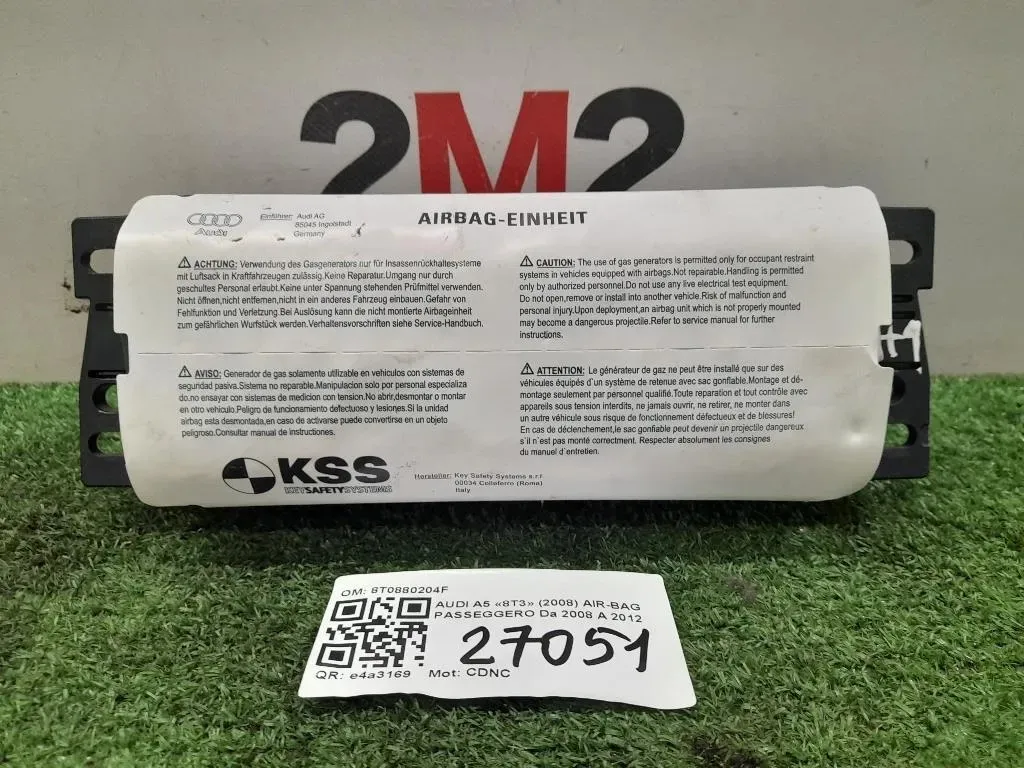 2M2
Audi
Einführer: Audi AG
85045 Ingolstadt
Germany
AIRBAG-EINHEIT
ACHTUNG: Verwendung des Gasgenerators nur für Insassenrückhaltesysteme
mit Luftsack in Kraftfahrzeugen zulässig.Keine Reparatur.Umgang nur durch
geschultes Personal erlaubt.Keine unter Spannung stehenden Prüfmittel verwenden.
Nicht öffnen,nicht entfernen,nicht in ein anderes Fahrzeug einbauen.Gefahr von
Fehlfunktion und Verletzung.Bei Auslösung kann die nicht montierte Airbageinheit
zum gefährlichen Wurfstück werden.Verhaltensvorschriften siehe Service-Handbuch.
CAUTION: The use of gas generators is permitted only for occupant restraint
systems in vehicles equipped with airbags.Not repairable.Handling is permitted
only by authorized personnel.Do not use any live electrical test equipment.
Do not open,remove or install into another vehicle.Risk of malfunction and
personal injury.Upon deployment,an airbag unit which is not properly mounted
may become a dangerous projectile.Refer to service manual for further
instructions.
AVISO: Generador de gas solamente utilizable en vehiculos con sistemas de
seguridad pasiva.Sistema no reparable.Manipulacion solo por personal especializa
do.no ensayar con sistemas de medicion con tension.No abrir,desmontar o montar
en otro vehiculo.Peligro de funcionamiento defectuoso y lesiones.Si la unidad
airbag esta desmontada,en caso de activarse puede convertirse en un objeto
peligroso.Consultar manual de instrucciones.
ATTENTION: Le générateur de gaz ne peut être installé que sur des
véhicules équipés d'un système de retenue avec sac gonflable.Montage et dé-
montage seulement par personnel qualifié.Toute reparation et tout contrôle avec
appareils sous tension interdits, ne jamais ouvrir, ne retirer, ne monter dans
un autre véhicule sous risque de fonctionnement défectueux et de blessures!
En cas de déclenchement,le sac gonflable peut devenir un projectile dangereux
s'il n'est pas monté correctment. Respecter absolument les consignes
du manuel d'entretien.
H1
KSS
KEYSAFETYSYSTEMS
Hersteller: Key Safety Systems s.r.l
00034 Colleferro (Roma)
Italy
OM: 8T0880204F
AUDI A5 «8T3» (2008) AIR-BAG
PASSEGGERO Da 2008 A 2012
27051
QR: e4a3169 Mot: CDNC